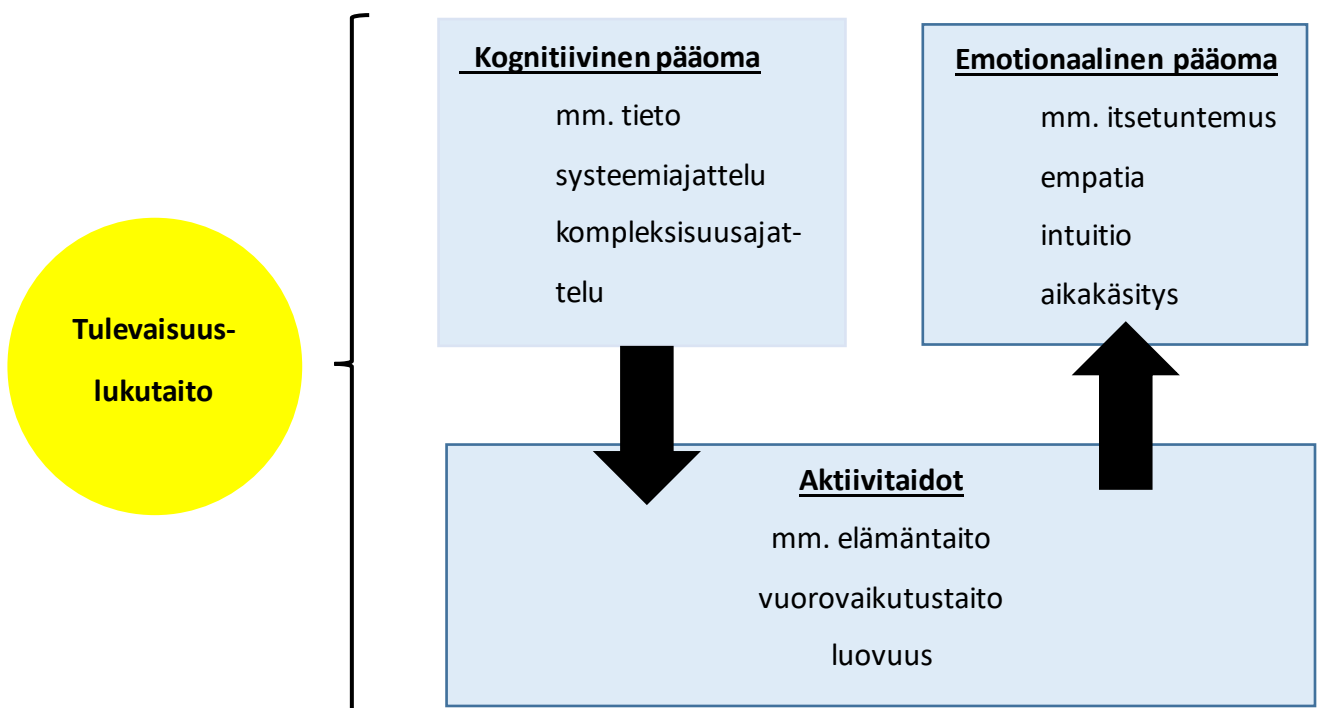 Tulevaisuus-
lukutaito
Kognitiivinen pääoma
mm. tieto
systeemiajattelu
kompleksisuusajat-
telu
Emotionaalinen pääoma
mm. itsetuntemus
empatia
intuitio
aikakäsitys
Aktiivitaidot
mm. elämäntaito
vuorovaikutustaito
luovuus